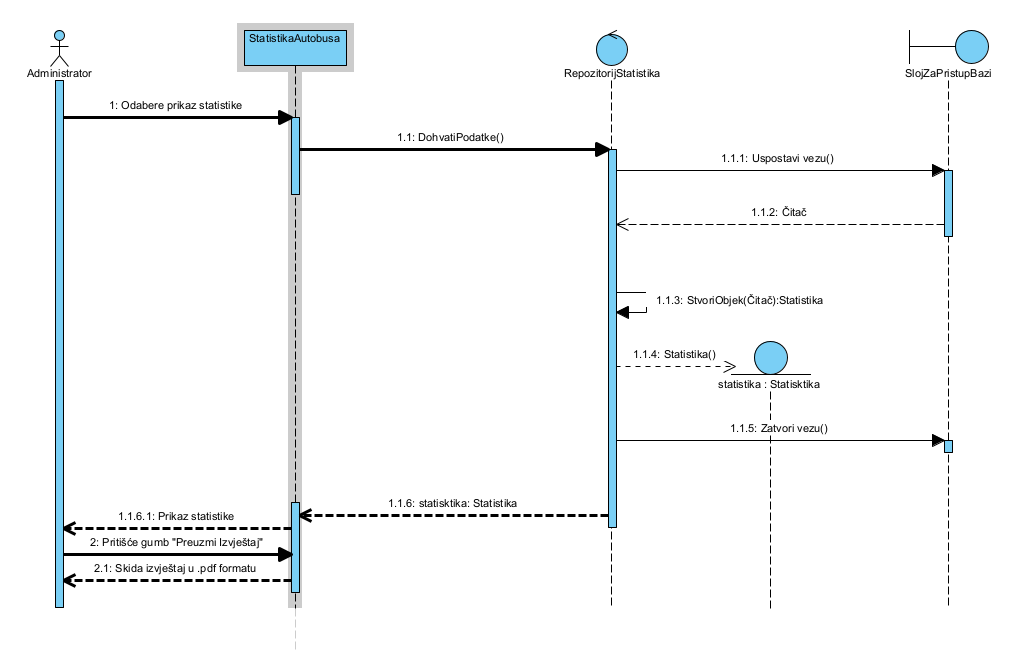 StatistikaAutobusa
Administrator
RepozitorijStatistika
SlojZaPristupBazi
1: Odabere prikaz statistike
1.1: DohvatiPodatke()
1.1.1: Uspostavi vezu()
1.1.2: Čitač
1.1.3: StvoriObjek(Čitač):Statistika
1.1.4: Statistika()
statistika : Statisktika
1.1.5: Zatvori vezu()
1.1.6: statisktika: Statistika
1.1.6.1: Prikaz statistike
2: Pritišće gumb "Preuzmi Izvještaj"
2.1: Skida izvještaj u .pdf formatu